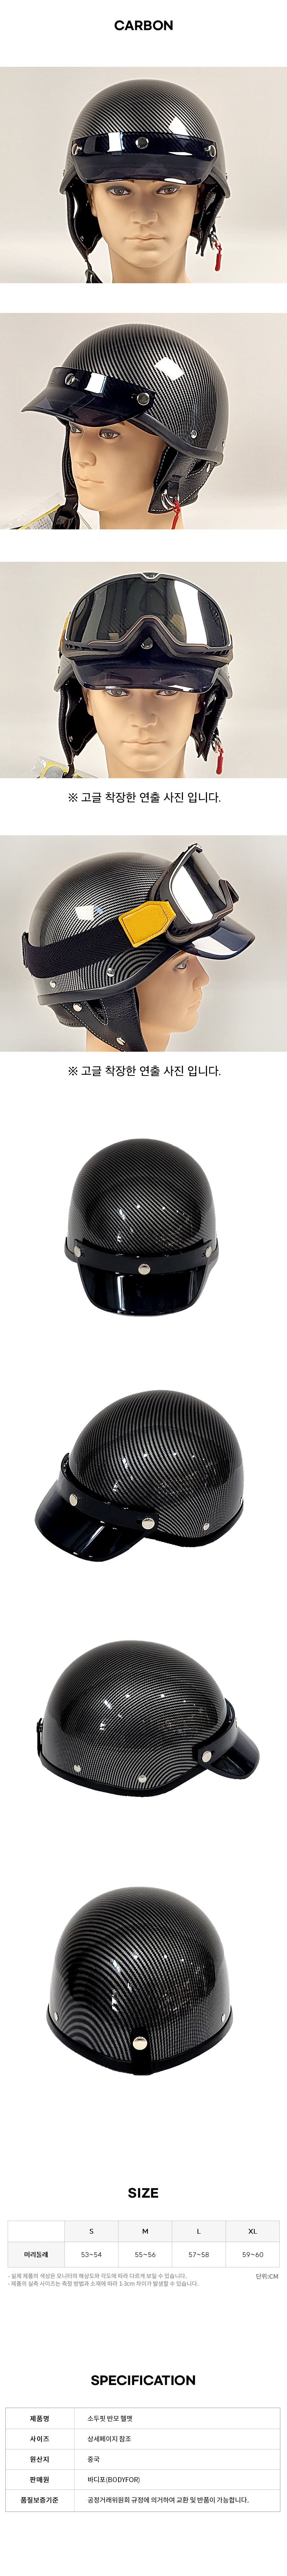 CARBON
※ 고글 착장한 연출 사진 입니다.
※ 고글 착장한 연출 사진 입니다.
SIZE
S M L XL
머리둘레 53~54 55~56 57~58 59~60
- 실제 제품의 색상은 모니터의 해상도와 각도에 따라 다르게 보일 수 있습니다. 단위:CM
- 제품의 실측 사이즈는 측정 방법과 소재에 따라 1-3cm 차이가 발생할 수 있습니다.
SPECIFICATION
제품명 소두핏 반모 헬멧
사이즈 상세페이지 참조
원산지 중국
판매원 바디포(BODYFOR)
품질보증기준 공정거래위원회 규정에 의거하여 교환 및 반품이 가능합니다.